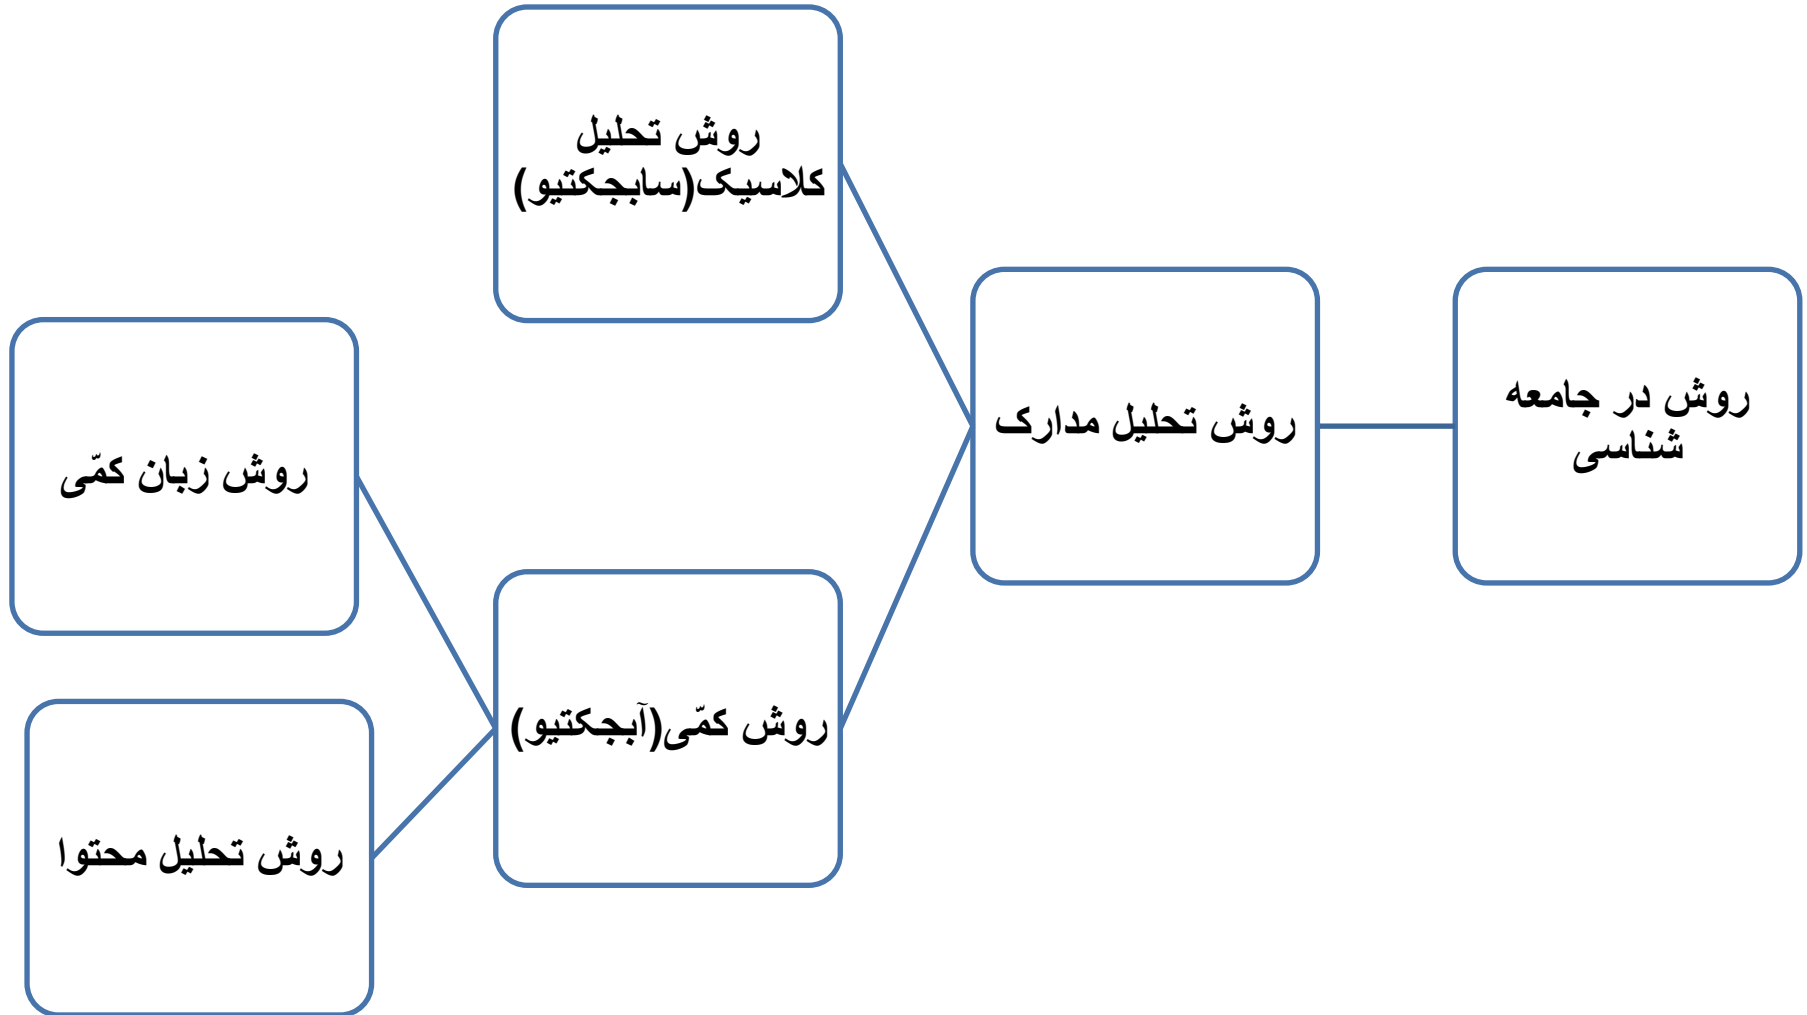 روش در جامعه
شناسی
روش تحلیل مدارک
روش تحلیل
کلاسیک(سابجکتیو)
روش کمّی(آبجکتیو)
روش زبان کمّی
روش تحلیل محتوا